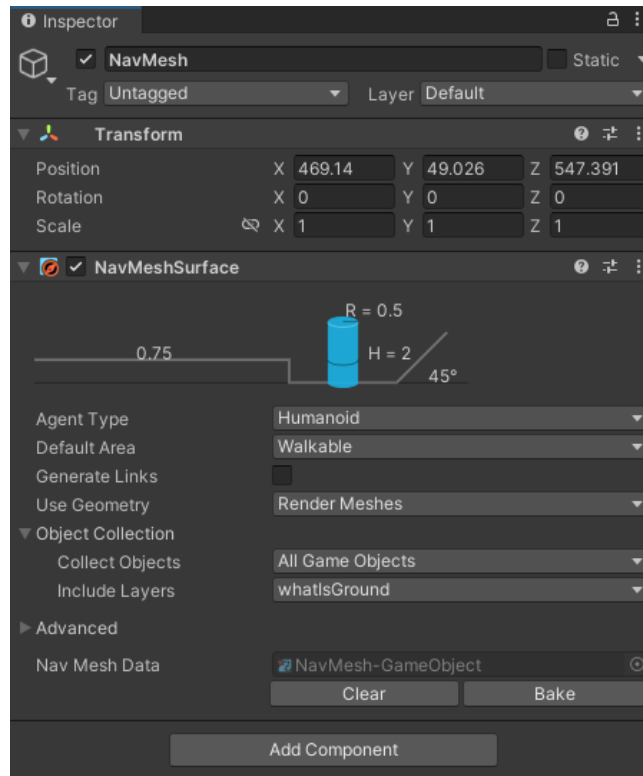 Inspector
NavMesh Static
Tag Untagged Layer Default
Transform
Position X 469.14 Y 49.026 Z 547.391
Rotation X 0 Y 0 Z 0
Scale X 1 Y 1 Z 1
NavMeshSurface
R = 0.5
0.75 H = 2
45°
Agent Type Humanoid
Default Area Walkable
Generate Links
Use Geometry Render Meshes
Object Collection
Collect Objects All Game Objects
Include Layers whatIsGround
Advanced
Nav Mesh Data NavMesh-GameObject
Clear Bake
Add Component